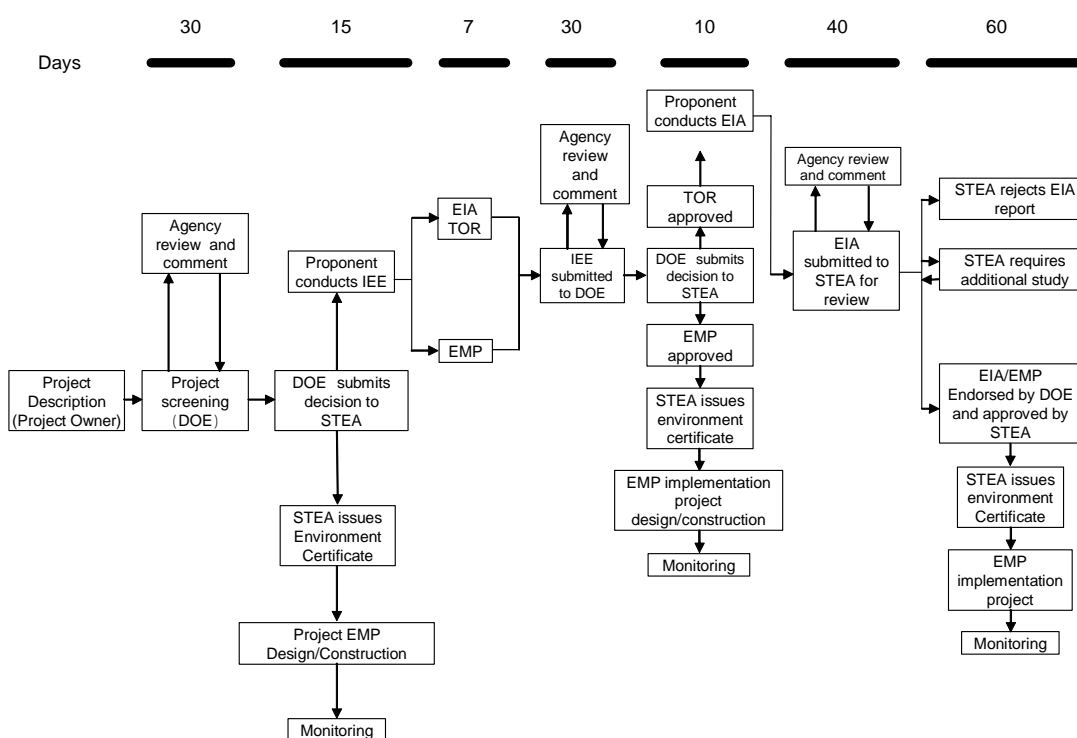 30
15
7
30
10
40
60
Days
Proponent
conducts EIA
Agency
review
and
comment
Agency review
and comment
STEA rejects EIA
report
EIA
TOR
TOR
approved
Agency
review and
comment
Proponent
conducts IEE
IEE
submitted
to DOE
DOE submits
decision to
STEA
EIA
submitted to
STEA for
review
STEA requires
additional study
EMP
EMP
approved
Project
Description
(Project Owner)
Project
screening
(DOE)
DOE submits
decision to
STEA
STEA issues
environment
certificate
EIA/EMP
Endorsed by DOE
and approved by
STEA
EMP implementation
project
design/construction
STEA issues
environment
Certificate
STEA issues
Environment
Certificate
Monitoring
EMP
implementation
project
Project EMP
Design/Construction
Monitoring
Monitoring